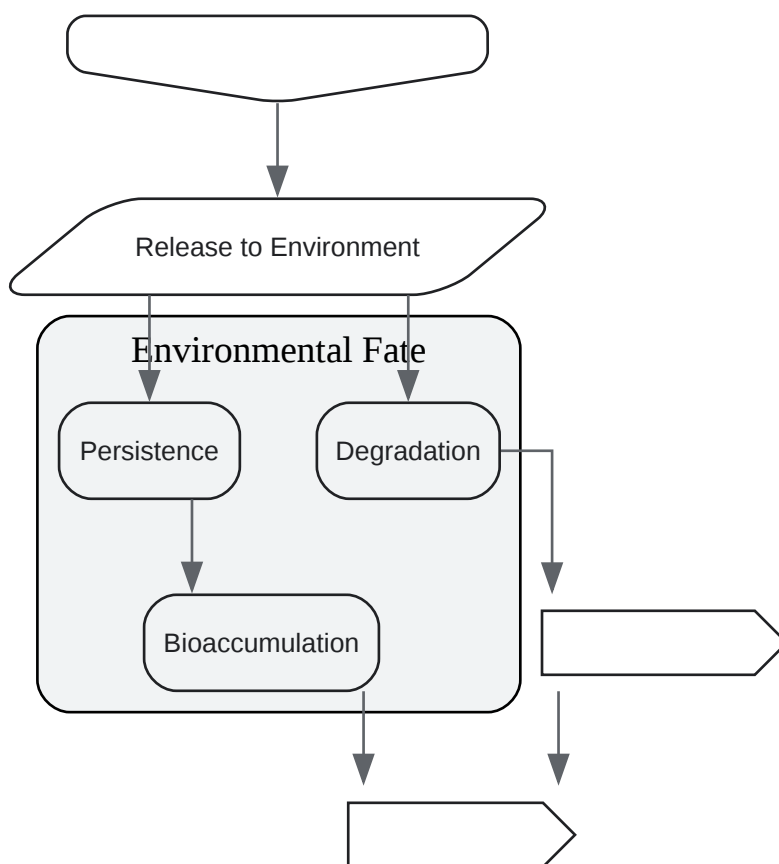 Release to Environment
Environmental Fate
Persistence
Degradation
Bioaccumulation